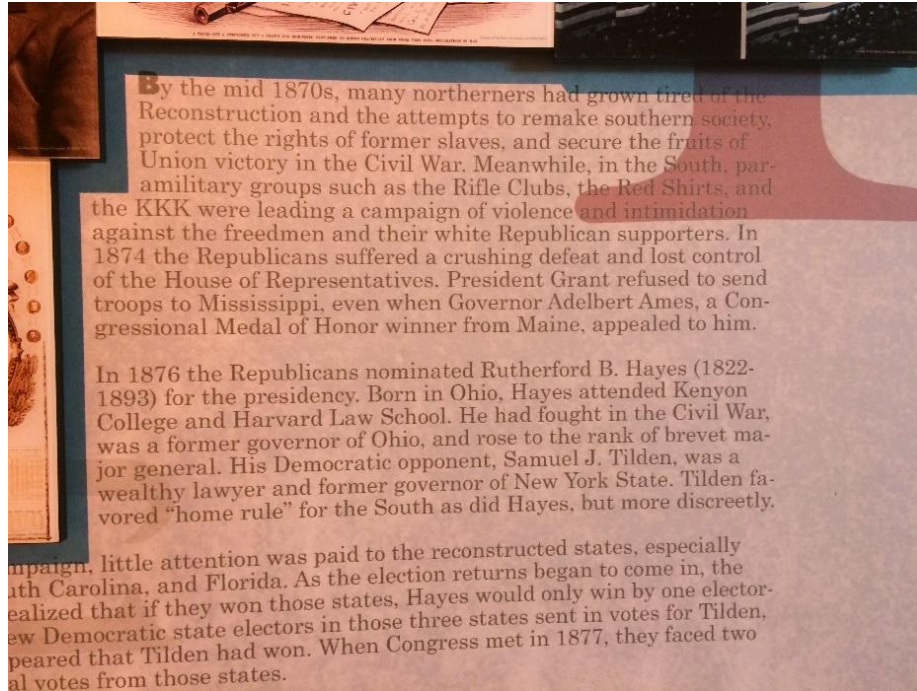 By the mid 1870s, many northerners had grown tired of the
Reconstruction and the attempts to remake southern society,
protect the rights of former slaves, and secure the fruits of
Union victory in the Civil War. Meanwhile, in the South, par-
amilitary groups such as the Rifle Clubs, the Red Shirts, and
the KKK were leading a campaign of violence and intimidation
against the freedmen and their white Republican supporters. In
1874 the Republicans suffered a crushing defeat and lost control
of the House of Representatives. President Grant refused to send
troops to Mississippi, even when Governor Adelbert Ames, a Con-
gressional Medal of Honor winner from Maine, appealed to him.
In 1876 the Republicans nominated Rutherford B. Hayes (1822-
1893) for the presidency. Born in Ohio, Hayes attended Kenyon
College and Harvard Law School. He had fought in the Civil War,
was a former governor of Ohio, and rose to the rank of brevet ma-
jor general. His Democratic opponent, Samuel J. Tilden, was a
wealthy lawyer and former governor of New York State. Tilden fa-
vored “home rule” for the South as did Hayes, but more discreetly.
mpaign, little attention was paid to the reconstructed states, especially
uth Carolina, and Florida. As the election returns began to come in, the
ealized that if they won those states, Hayes would only win by one elector-
ew Democratic state electors in those three states sent in votes for Tilden,
peared that Tilden had won. When Congress met in 1877, they faced two
al votes from those states.